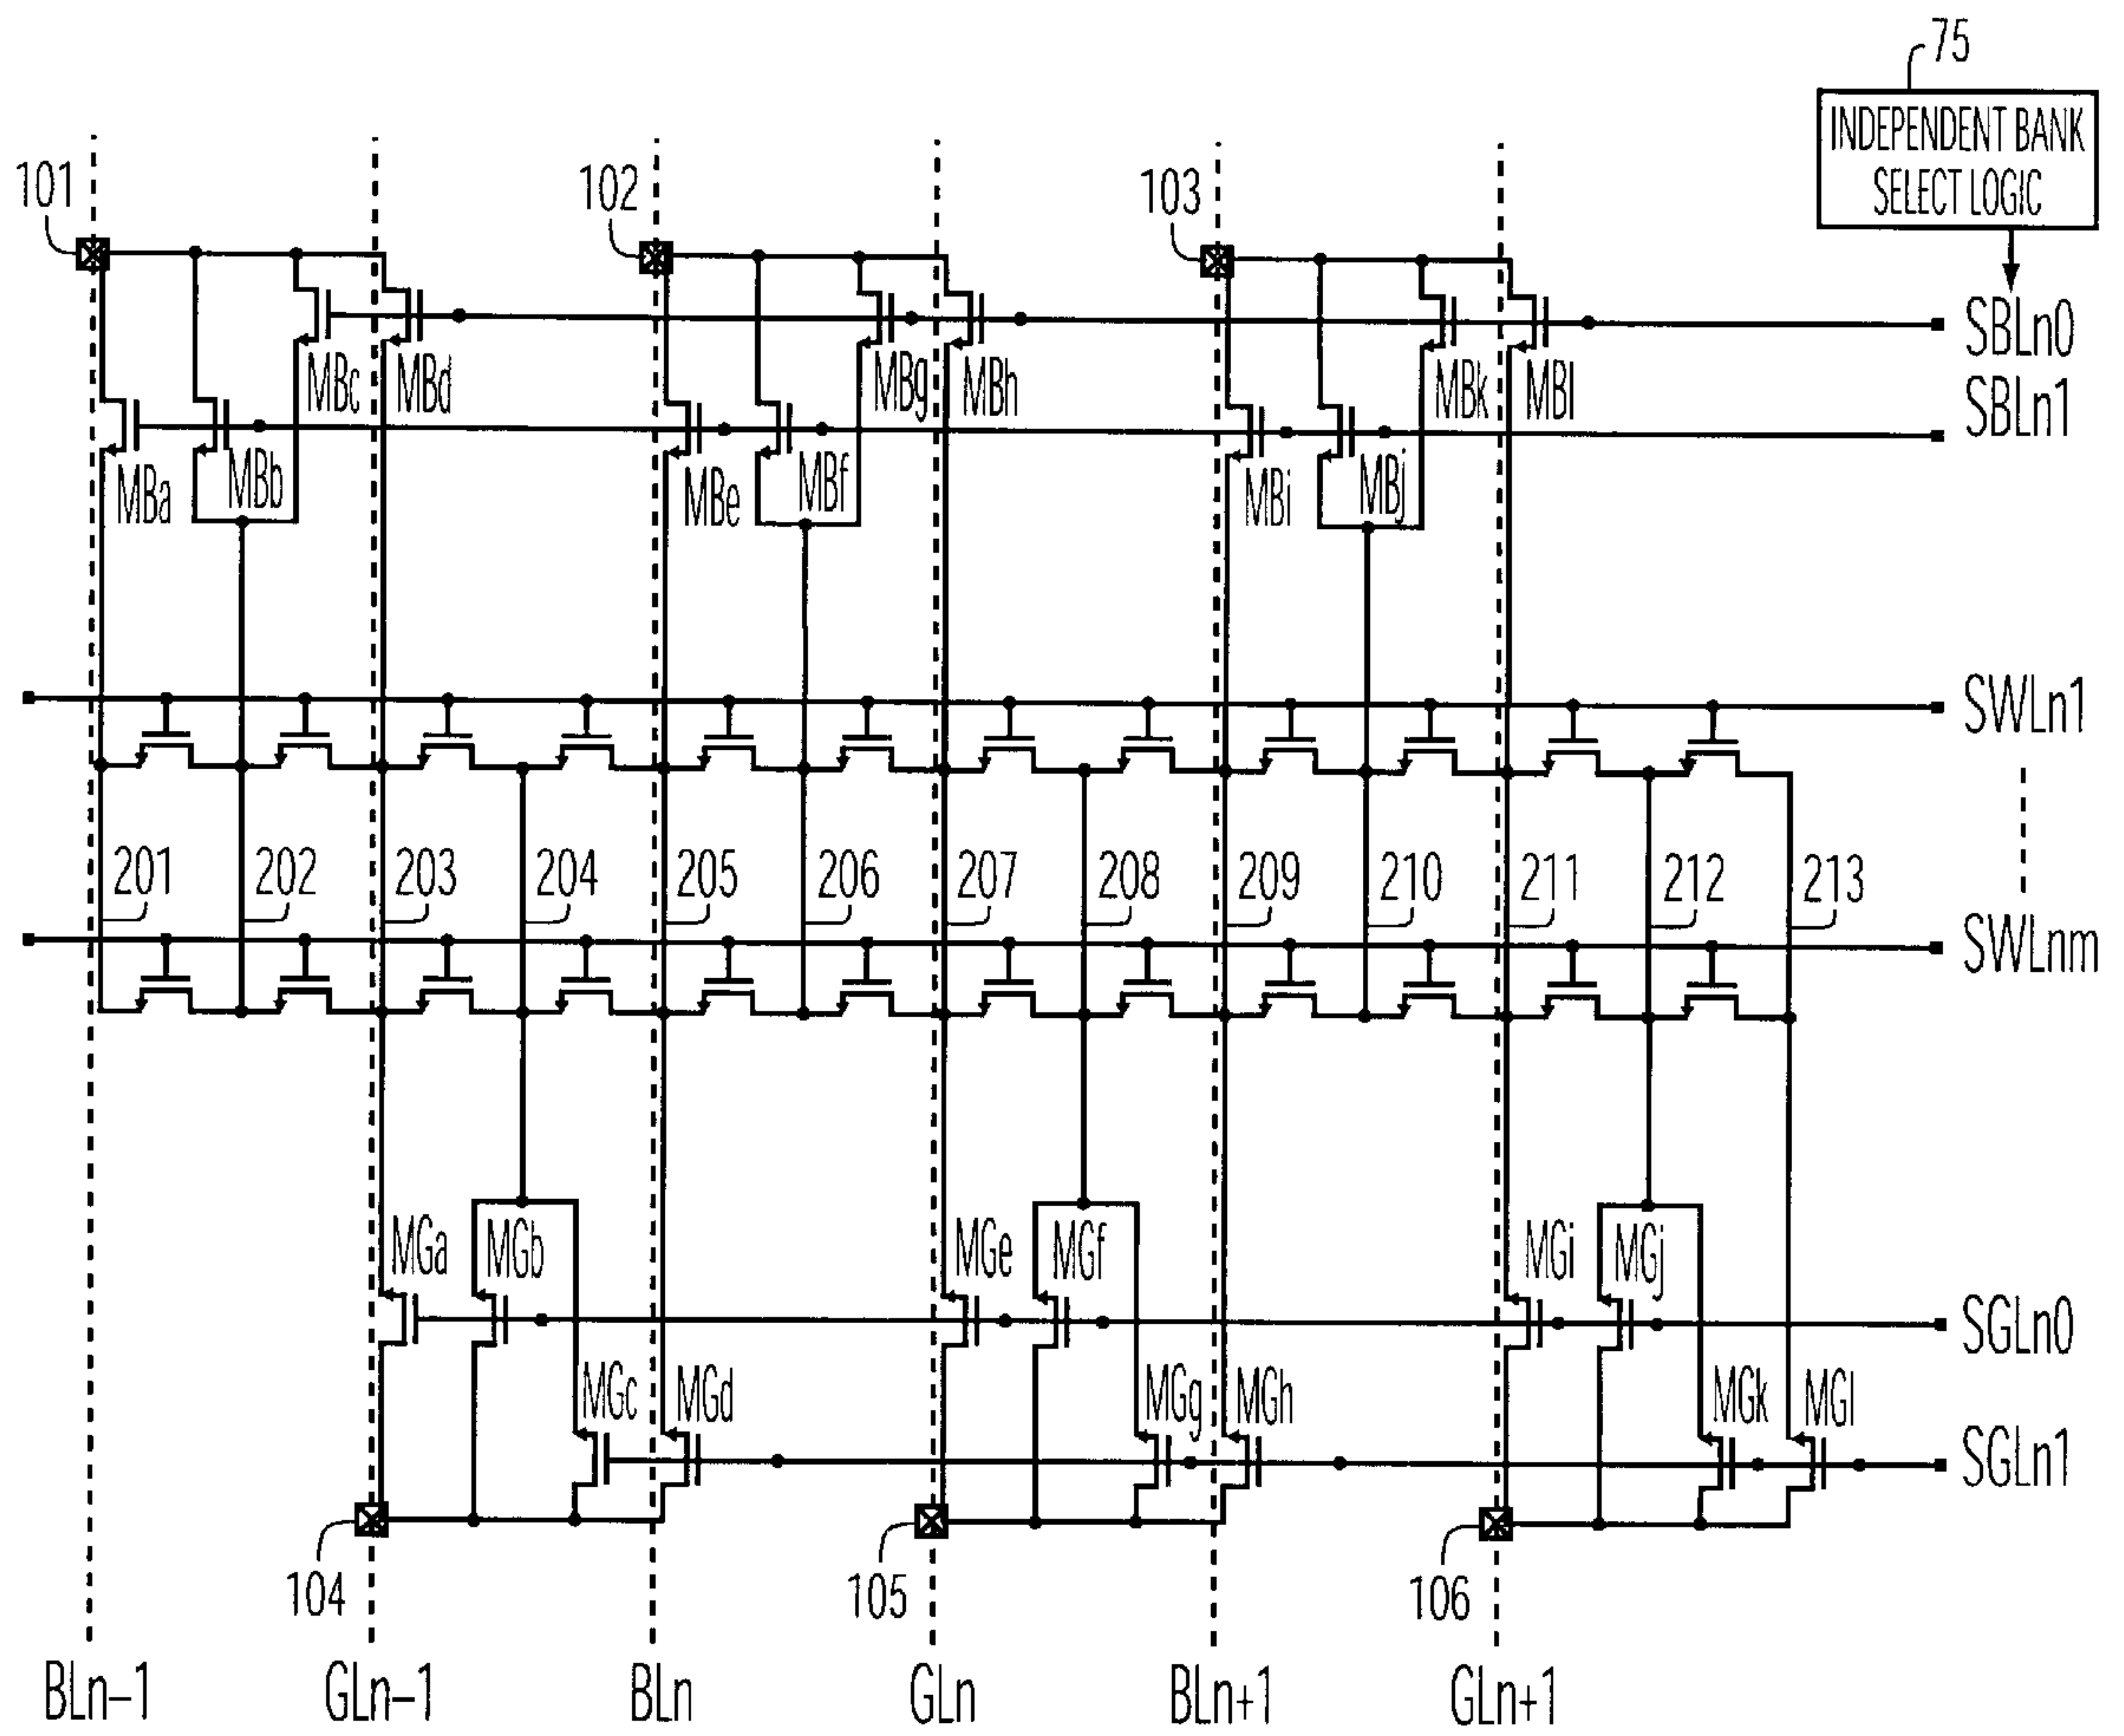 75
INDEPENDENT BANK
SELECT LOGIC
101
102
103
SBLn0
SBLn1
MBc
MBd
MBg
MBh
MBk
MBl
MBa
MBb
MBe
MBf
MBi
MBj
SWLn1
201
202
203
204
205
206
207
208
209
210
211
212
213
SWLnm
MGa
MGb
MGe
MGf
MGi
MGj
SGLn0
MGc
MGd
MGg
MGh
MGk
MGl
SGLn1
104
105
106
BLn-1
GLn-1
BLn
GLn
BLn+1
GLn+1